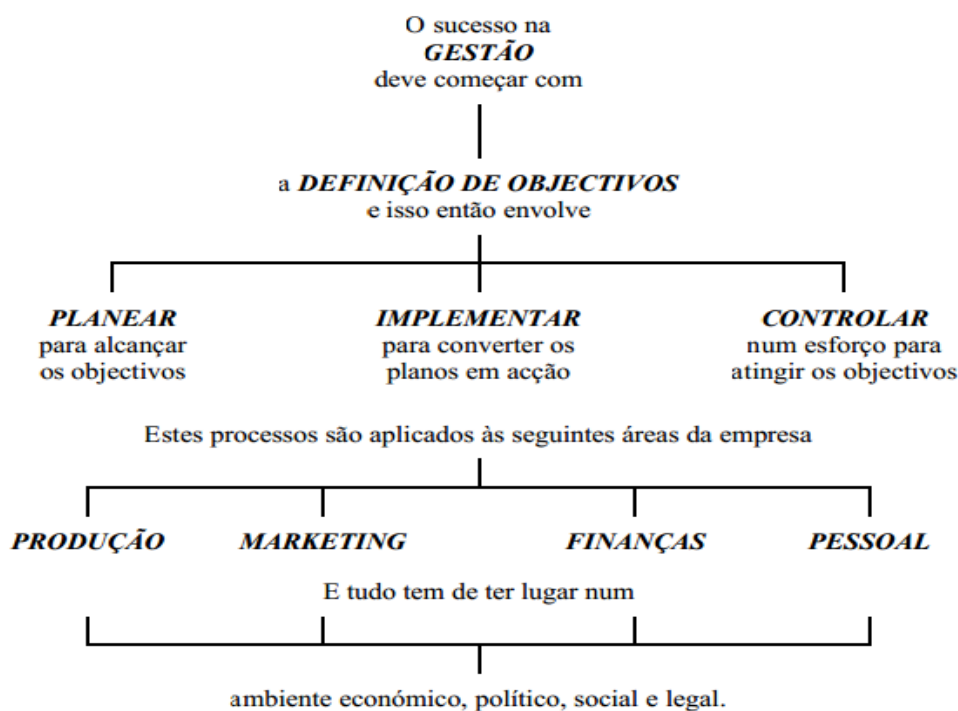 O sucesso na
GESTÃO
deve começar com
a DEFINIÇÃO DE OBJECTIVOS
e isso então envolve
PLANEAR IMPLEMENTAR CONTROLAR
para alcançar para converter os num esforço para
os objectivos planos em acção atingir os objectivos
Estes processos são aplicados às seguintes áreas da empresa
PRODUÇÃO MARKETING FINANÇAS PESSOAL
E tudo tem de ter lugar num
ambiente económico, político, social e legal.